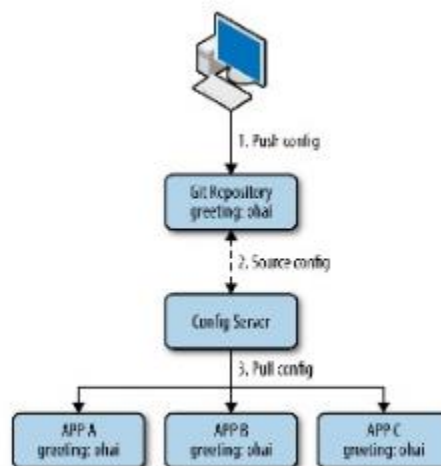 1. Push config
Git Repository
greeting: ohai
2. Source config
Config Server
3. Pull config
APP A
greeting: ohai
APP B
greeting: ohai
APP C
greeting: ohai